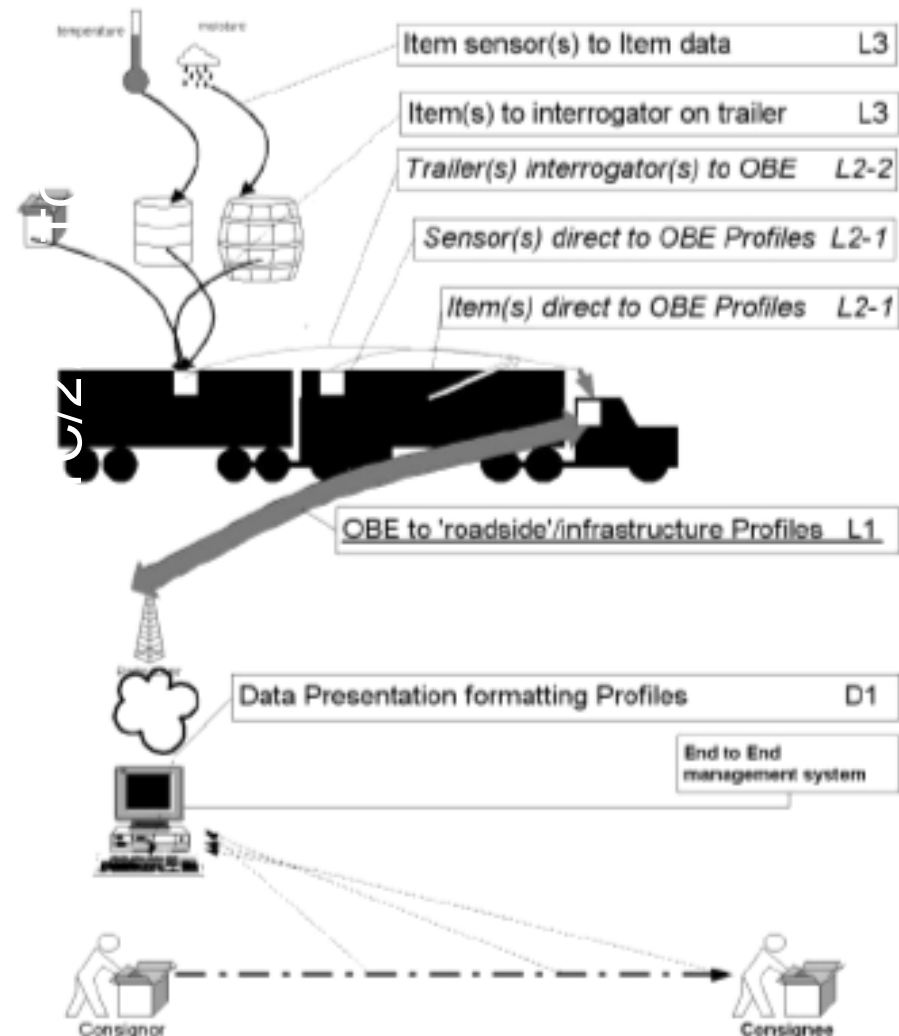 temperature
moisture
Item sensor(s) to Item data L3
Item(s) to interrogator on trailer L3
Trailer(s) interrogator(s) to OBE L2-2
Sensor(s) direct to OBE Profiles L2-1
Item(s) direct to OBE Profiles L2-1
OBE to 'roadside'/infrastructure Profiles L1
Data Presentation formatting Profiles D1
End to End
management system
Consignor
Consignee